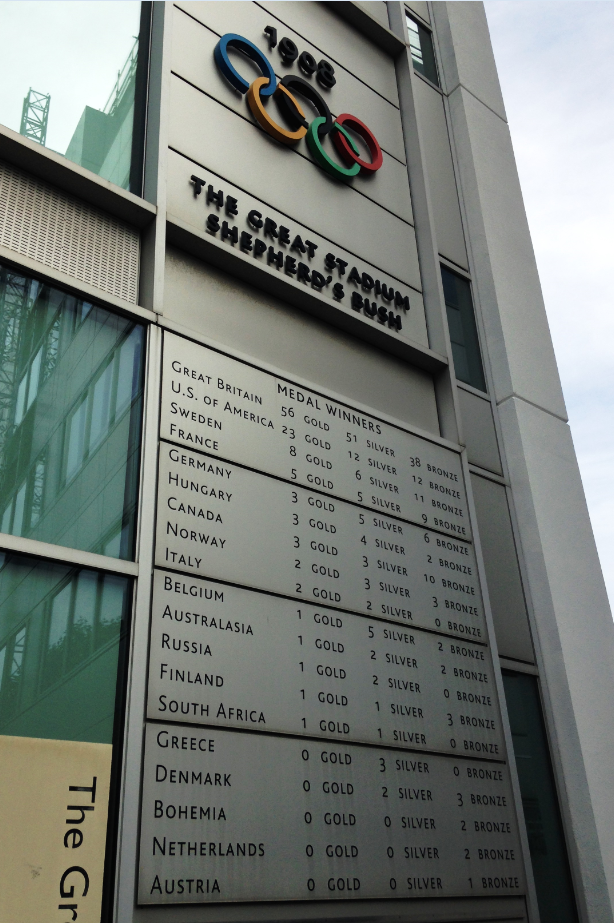 1908
THE GREAT STADIUM
SHEPHERD'S BUSH
MEDAL WINNERS
GREAT BRITAIN 56 GOLD 51 SILVER 38 BRONZE
U.S. OF AMERICA 23 GOLD 12 SILVER 12 BRONZE
SWEDEN 8 GOLD 6 SILVER 11 BRONZE
FRANCE 5 GOLD 5 SILVER 9 BRONZE
GERMANY 3 GOLD 5 SILVER 6 BRONZE
HUNGARY 3 GOLD 4 SILVER 2 BRONZE
CANADA 3 GOLD 3 SILVER 10 BRONZE
NORWAY 2 GOLD 3 SILVER 3 BRONZE
ITALY 2 GOLD 2 SILVER 0 BRONZE
BELGIUM 1 GOLD 5 SILVER 2 BRONZE
AUSTRALASIA 1 GOLD 2 SILVER 2 BRONZE
RUSSIA 1 GOLD 2 SILVER 0 BRONZE
FINLAND 1 GOLD 1 SILVER 3 BRONZE
SOUTH AFRICA 1 GOLD 1 SILVER 0 BRONZE
GREECE 0 GOLD 3 SILVER 0 BRONZE
DENMARK 0 GOLD 2 SILVER 3 BRONZE
BOHEMIA 0 GOLD 0 SILVER 2 BRONZE
NETHERLANDS 0 GOLD 0 SILVER 2 BRONZE
AUSTRIA 0 GOLD 0 SILVER 1 BRONZE
The Gr